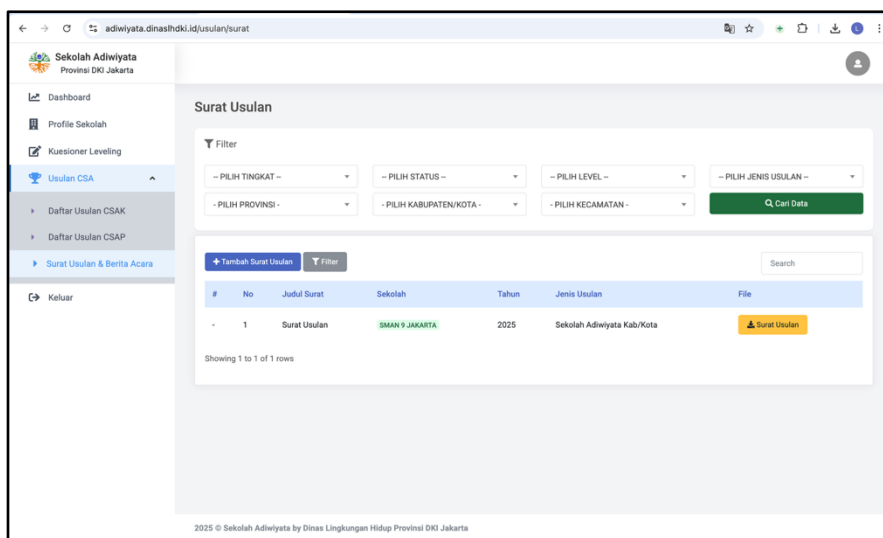 adiwiyata.dinaslhdki.id/usulan/surat
L
Sekolah Adiwiyata
Provinsi DKI Jakarta
Dashboard
Profile Sekolah
Kuesioner Leveling
Usulan CSA
Daftar Usulan CSAK
Daftar Usulan CSAP
Surat Usulan & Berita Acara
Keluar
Surat Usulan
Filter
-- PILIH TINGKAT -- -- PILIH STATUS -- -- PILIH LEVEL -- -- PILIH JENIS USULAN --
- PILIH PROVINSI - - PILIH KABUPATEN/KOTA - - PILIH KECAMATAN - Cari Data
+ Tambah Surat Usulan Filter Search
# No Judul Surat Sekolah Tahun Jenis Usulan File
- 1 Surat Usulan SMAN 9 JAKARTA 2025 Sekolah Adiwiyata Kab/Kota Surat Usulan
Showing 1 to 1 of 1 rows
2025 © Sekolah Adiwiyata by Dinas Lingkungan Hidup Provinsi DKI Jakarta